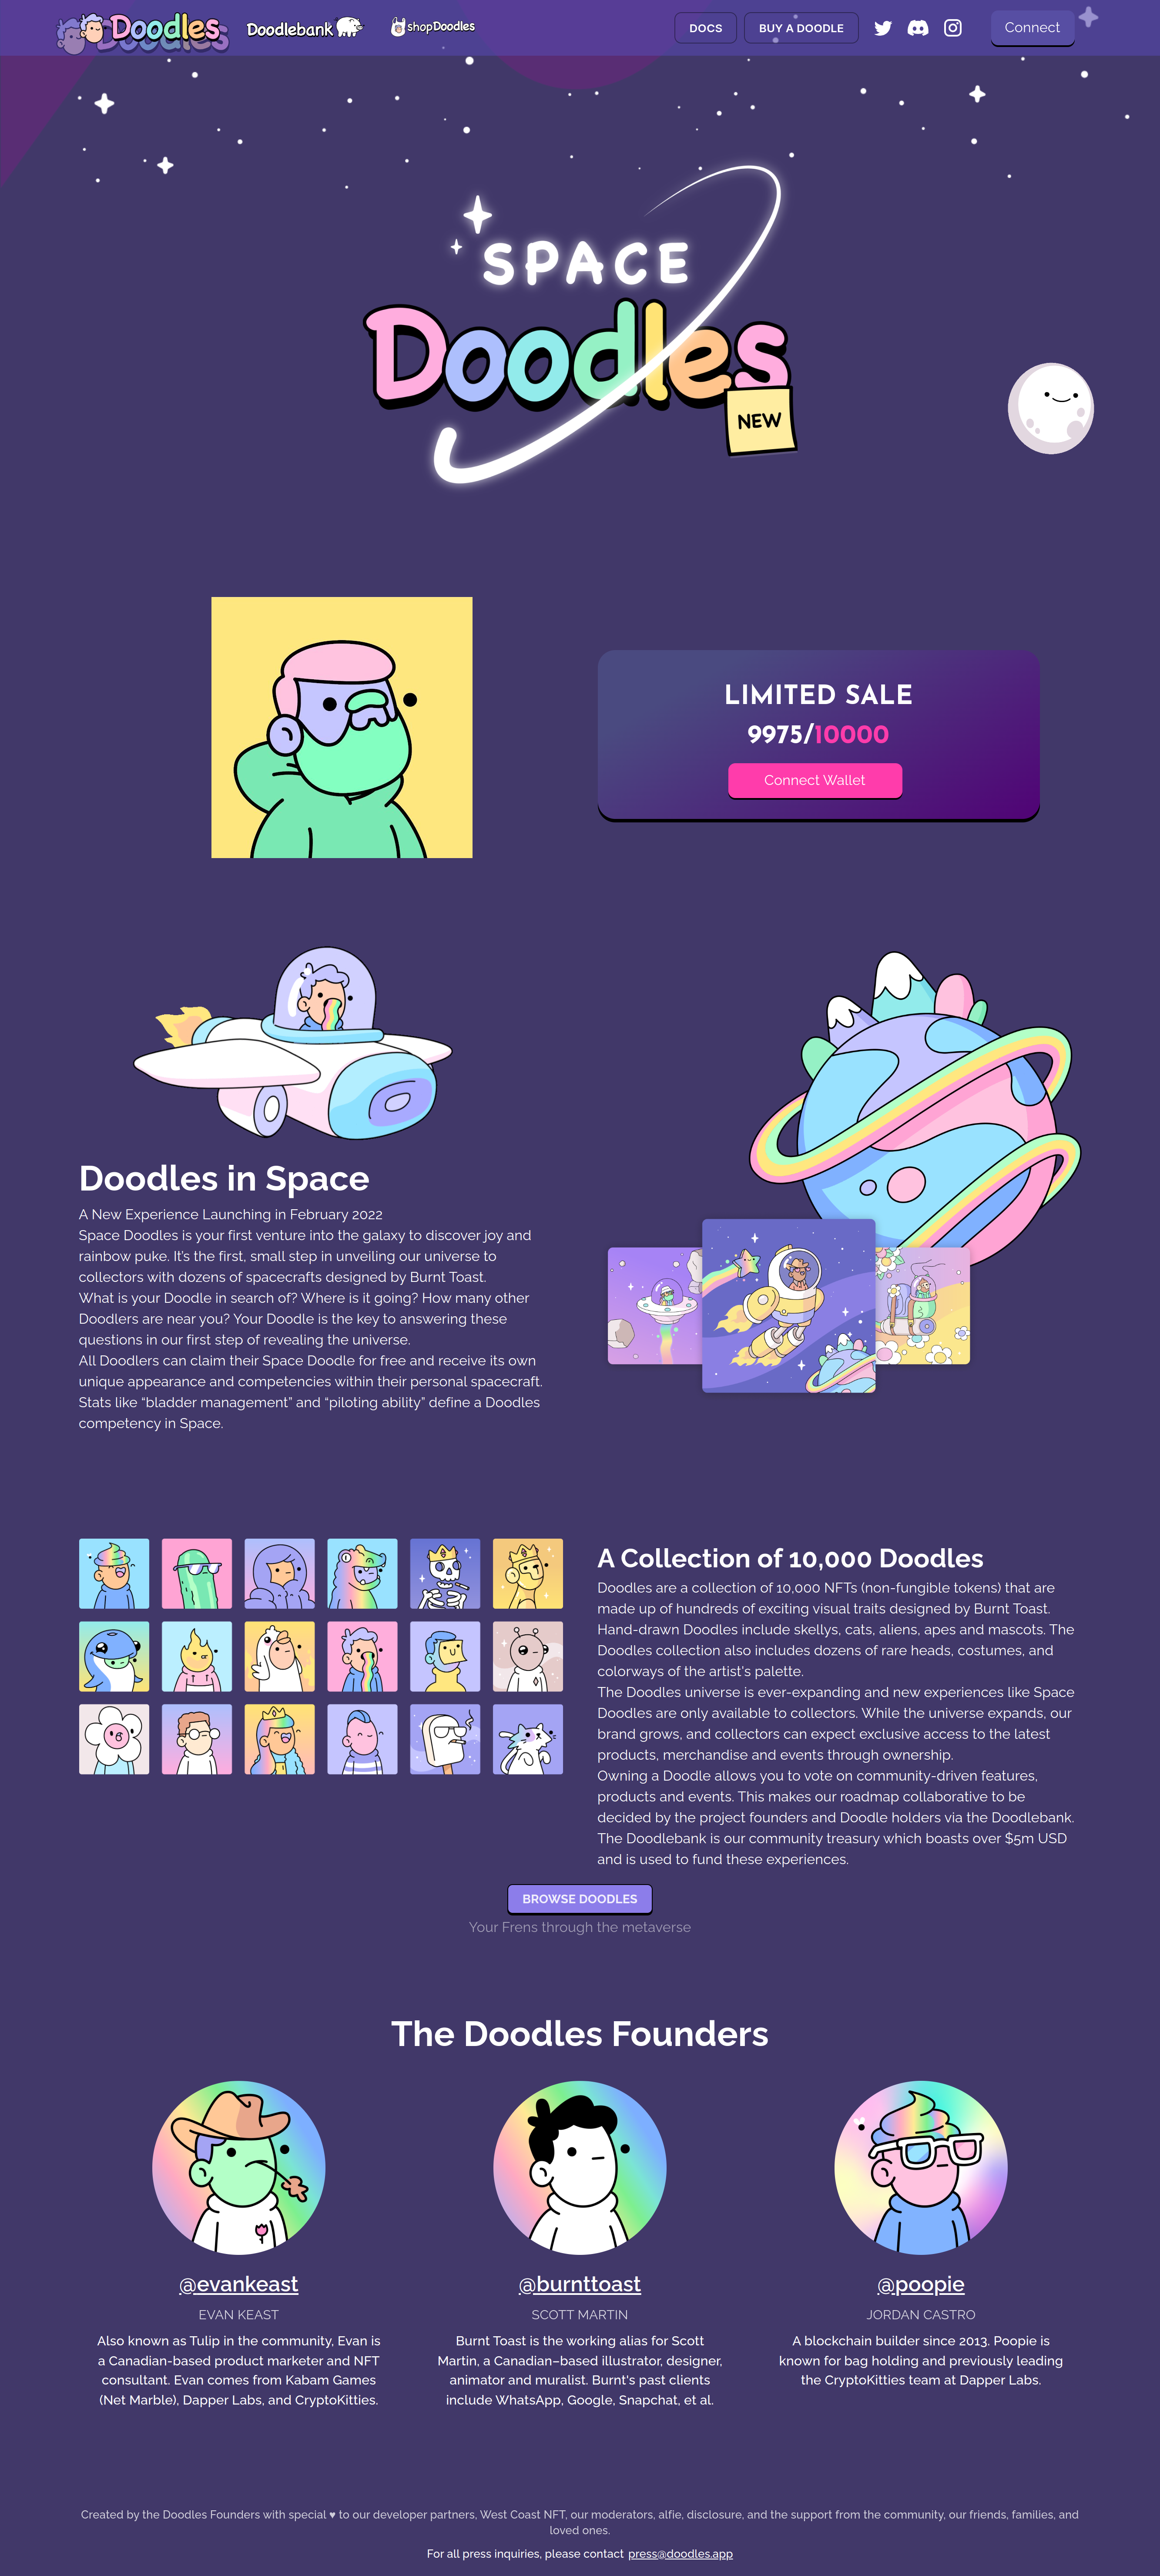 Doodles
Doodlebank
shopDoodles
DOCS
BUY A DOODLE
Connect
SPACE
Doodles
NEW
LIMITED SALE
9975/10000
Connect Wallet
Doodles in Space
A New Experience Launching in February 2022
Space Doodles is your first venture into the galaxy to discover joy and
rainbow puke. It’s the first, small step in unveiling our universe to
collectors with dozens of spacecrafts designed by Burnt Toast.
What is your Doodle in search of? Where is it going? How many other
Doodlers are near you? Your Doodle is the key to answering these
questions in our first step of revealing the universe.
All Doodlers can claim their Space Doodle for free and receive its own
unique appearance and competencies within their personal spacecraft.
Stats like “bladder management” and “piloting ability” define a Doodles
competency in Space.
A Collection of 10,000 Doodles
Doodles are a collection of 10,000 NFTs (non-fungible tokens) that are
made up of hundreds of exciting visual traits designed by Burnt Toast.
Hand-drawn Doodles include skellys, cats, aliens, apes and mascots. The
Doodles collection also includes dozens of rare heads, costumes, and
colorways of the artist's palette.
The Doodles universe is ever-expanding and new experiences like Space
Doodles are only available to collectors. While the universe expands, our
brand grows, and collectors can expect exclusive access to the latest
products, merchandise and events through ownership.
Owning a Doodle allows you to vote on community-driven features,
products and events. This makes our roadmap collaborative to be
decided by the project founders and Doodle holders via the Doodlebank.
The Doodlebank is our community treasury which boasts over $5m USD
and is used to fund these experiences.
BROWSE DOODLES
Your Frens through the metaverse
The Doodles Founders
@evankeast
EVAN KEAST
Also known as Tulip in the community, Evan is
a Canadian-based product marketer and NFT
consultant. Evan comes from Kabam Games
(Net Marble), Dapper Labs, and CryptoKitties.
@burnttoast
SCOTT MARTIN
Burnt Toast is the working alias for Scott
Martin, a Canadian–based illustrator, designer,
animator and muralist. Burnt's past clients
include WhatsApp, Google, Snapchat, et al.
@poopie
JORDAN CASTRO
A blockchain builder since 2013. Poopie is
known for bag holding and previously leading
the CryptoKitties team at Dapper Labs.
Created by the Doodles Founders with special ♥ to our developer partners, West Coast NFT, our moderators, alfie, disclosure, and the support from the community, our friends, families, and
loved ones.
For all press inquiries, please contact press@doodles.app